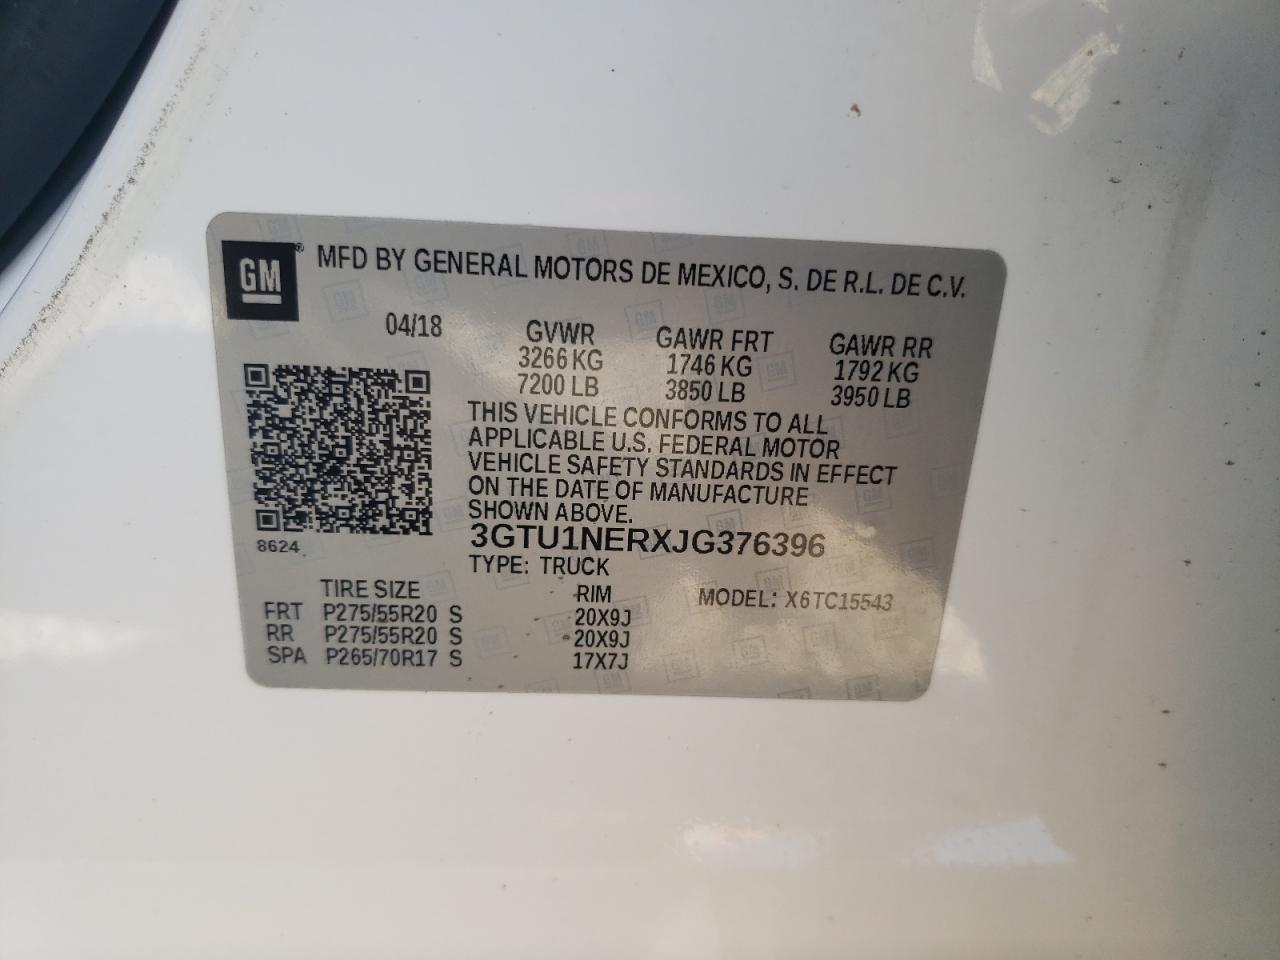 GM® MFD BY GENERAL MOTORS DE MEXICO, S. DE R.L. DE C.V.
04/18 GVWR GAWR FRT GAWR RR
3266 KG 1746 KG 1792 KG
7200 LB 3850 LB 3950 LB
THIS VEHICLE CONFORMS TO ALL
APPLICABLE U.S. FEDERAL MOTOR
VEHICLE SAFETY STANDARDS IN EFFECT
ON THE DATE OF MANUFACTURE
SHOWN ABOVE.
8624 3GTU1NERXJG376396
TYPE: TRUCK
TIRE SIZE RIM MODEL: X6TC15543
FRT P275/55R20 S 20X9J
RR P275/55R20 S 20X9J
SPA P265/70R17 S 17X7J